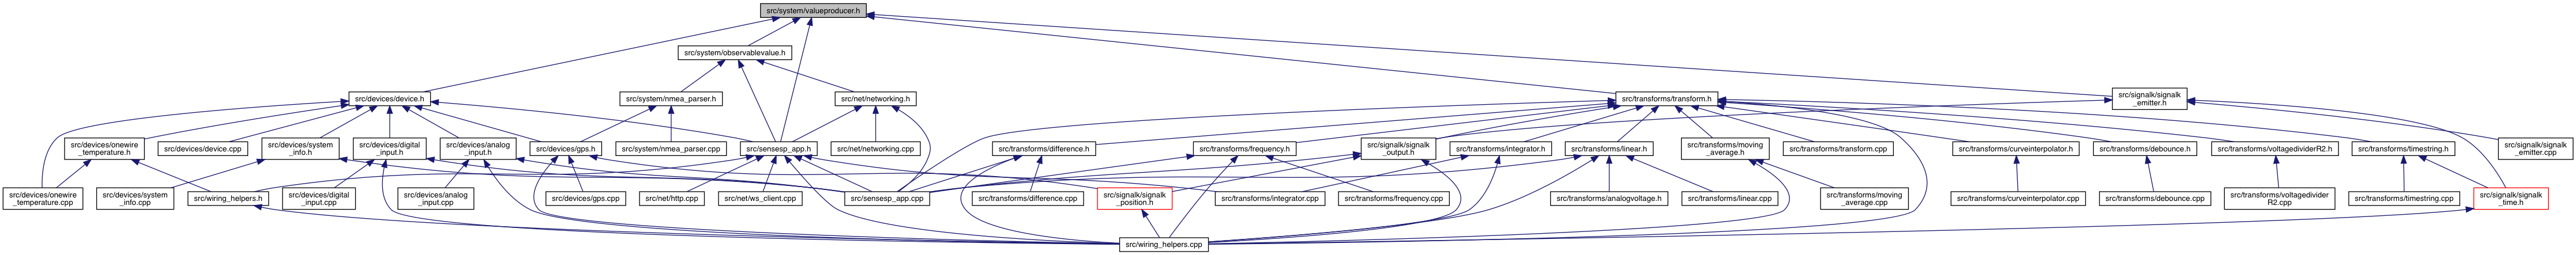 src/system/valueproducer.h
src/system/observablevalue.h
src/devices/device.h
src/system/nmea_parser.h
src/net/networking.h
src/transforms/transform.h
src/signalk/signalk
_emitter.h
src/devices/onewire
_temperature.h
src/devices/device.cpp
src/devices/system
_info.h
src/devices/digital
_input.h
src/devices/analog
_input.h
src/devices/gps.h
src/system/nmea_parser.cpp
src/sensesp_app.h
src/net/networking.cpp
src/transforms/difference.h
src/transforms/frequency.h
src/signalk/signalk
_output.h
src/transforms/integrator.h
src/transforms/linear.h
src/transforms/moving
_average.h
src/transforms/transform.cpp
src/transforms/curveinterpolator.h
src/transforms/debounce.h
src/transforms/voltagedividerR2.h
src/transforms/timestring.h
src/signalk/signalk
_emitter.cpp
src/devices/onewire
_temperature.cpp
src/devices/system
_info.cpp
src/wiring_helpers.h
src/devices/digital
_input.cpp
src/devices/analog
_input.cpp
src/devices/gps.cpp
src/net/http.cpp
src/net/ws_client.cpp
src/sensesp_app.cpp
src/transforms/difference.cpp
src/signalk/signalk
_position.h
src/transforms/integrator.cpp
src/transforms/frequency.cpp
src/transforms/analogvoltage.h
src/transforms/linear.cpp
src/transforms/moving
_average.cpp
src/transforms/curveinterpolator.cpp
src/transforms/debounce.cpp
src/transforms/voltagedivider
R2.cpp
src/transforms/timestring.cpp
src/signalk/signalk
_time.h
src/wiring_helpers.cpp